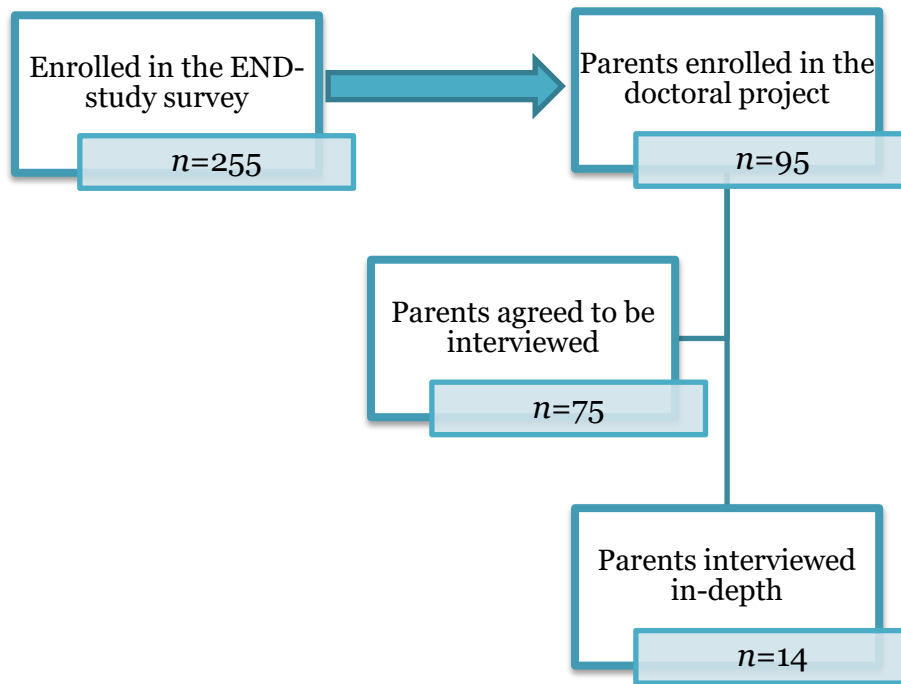 Enrolled in the END-
study survey
n=255
Parents enrolled in the
doctoral project
n=95
Parents agreed to be
interviewed
n=75
Parents interviewed
in-depth
n=14